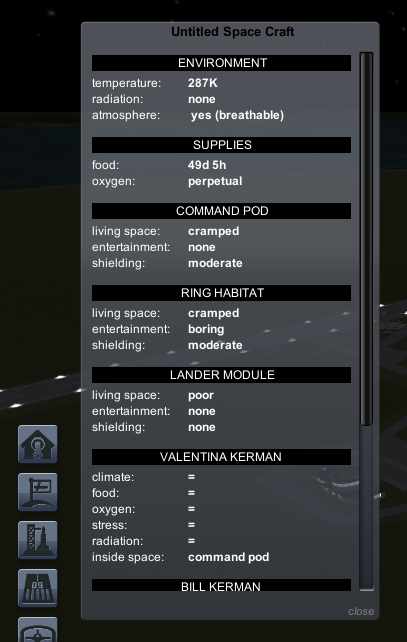 Untitled Space Craft
ENVIRONMENT
temperature: 287K
radiation: none
atmosphere: yes (breathable)
SUPPLIES
food: 49d 5h
oxygen: perpetual
COMMAND POD
living space: cramped
entertainment: none
shielding: moderate
RING HABITAT
living space: cramped
entertainment: boring
shielding: moderate
LANDER MODULE
living space: poor
entertainment: none
shielding: none
VALENTINA KERMAN
climate: =
food: =
oxygen: =
stress: =
radiation: =
inside space: command pod
BILL KERMAN
close
09